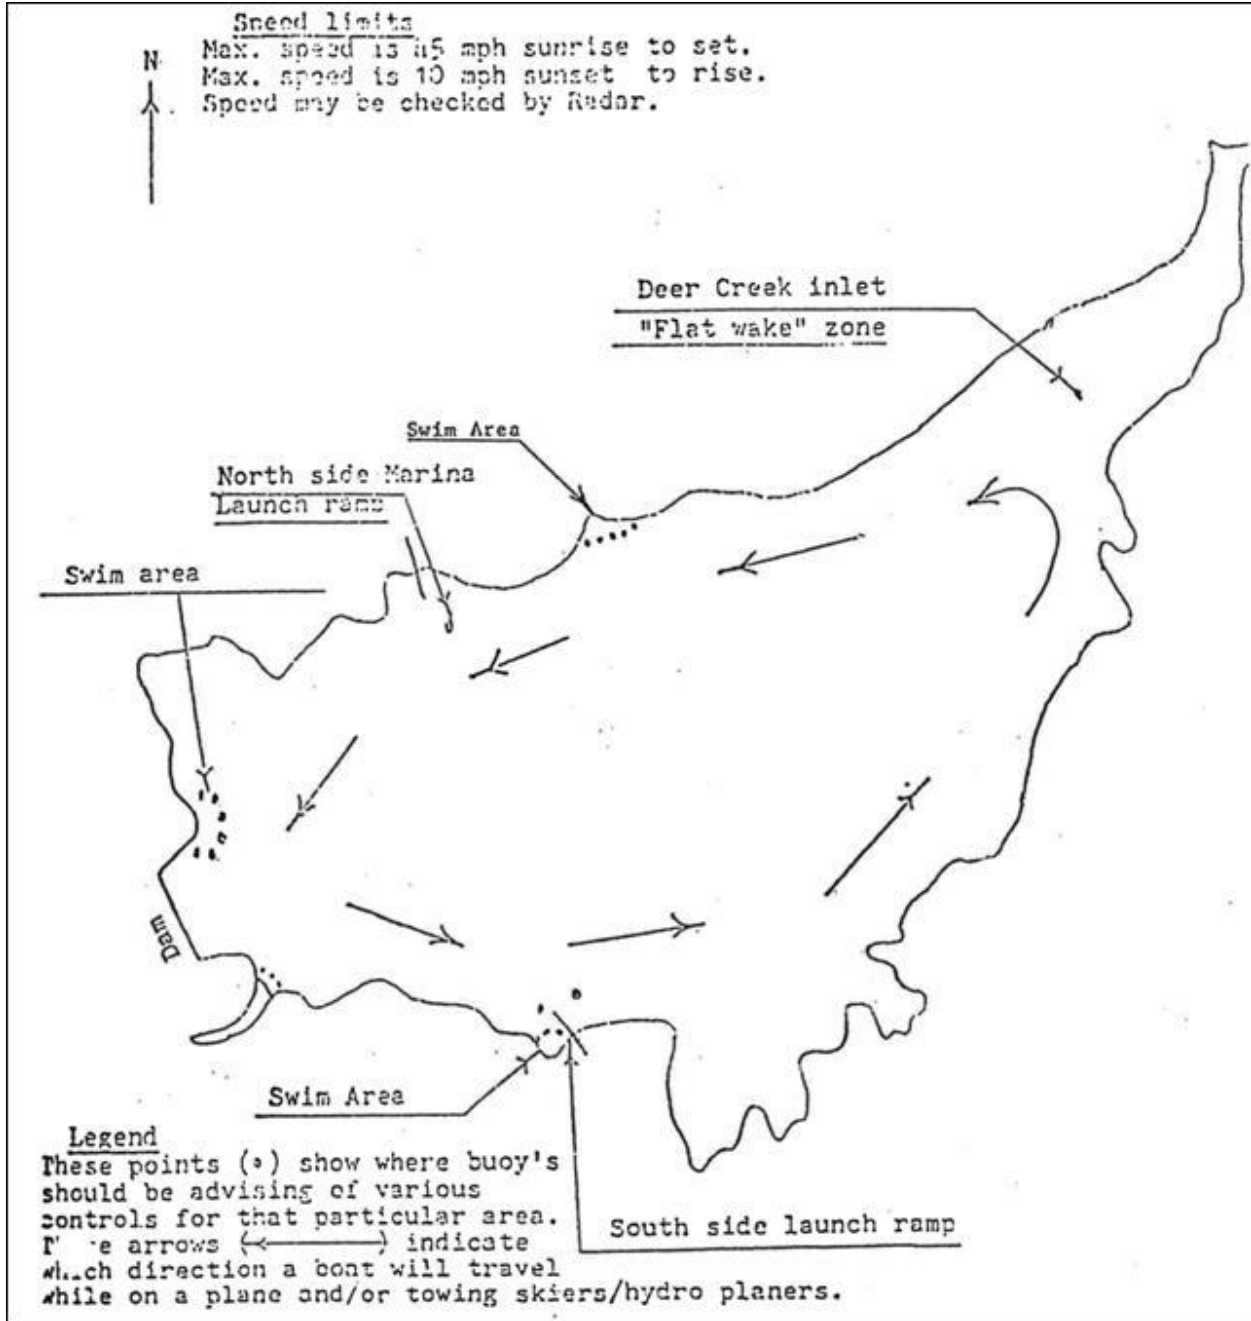 Speed limits
N
Max. speed is 45 mph sunrise to set.
Max. speed is 10 mph sunset to rise.
Speed may be checked by Radar.
Deer Creek inlet
"Flat wake" zone
Swim Area
North side Marina
Launch ramp
Swim area
Dam
Swim Area
Legend
These points (•) show where buoy's
should be advising of various
controls for that particular area.
arrows (←) indicate
which direction a boat will travel
while on a plane and/or towing skiers/hydro planers.
South side launch ramp